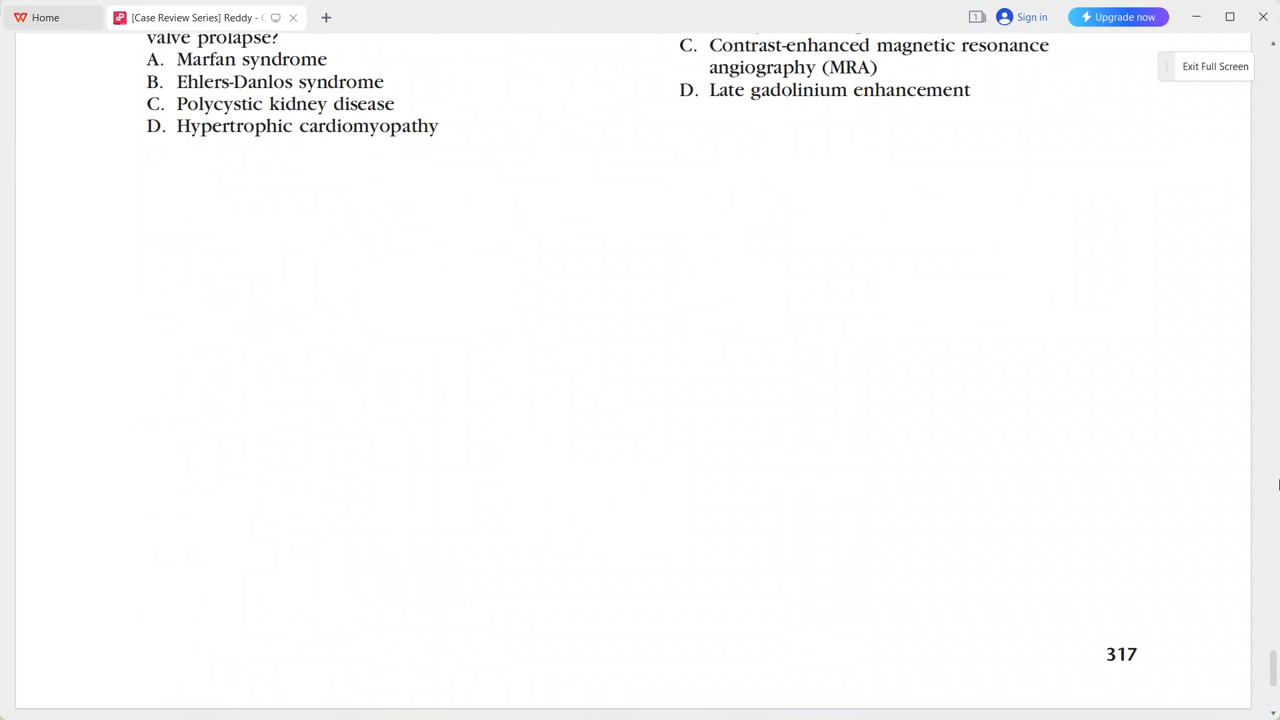 Home
[Case Review Series] Reddy - C
Sign in
Upgrade now
Exit Full Screen
valve prolapse?
A. Marfan syndrome
B. Ehlers-Danlos syndrome
C. Polycystic kidney disease
D. Hypertrophic cardiomyopathy
C. Contrast-enhanced magnetic resonance
angiography (MRA)
D. Late gadolinium enhancement
317